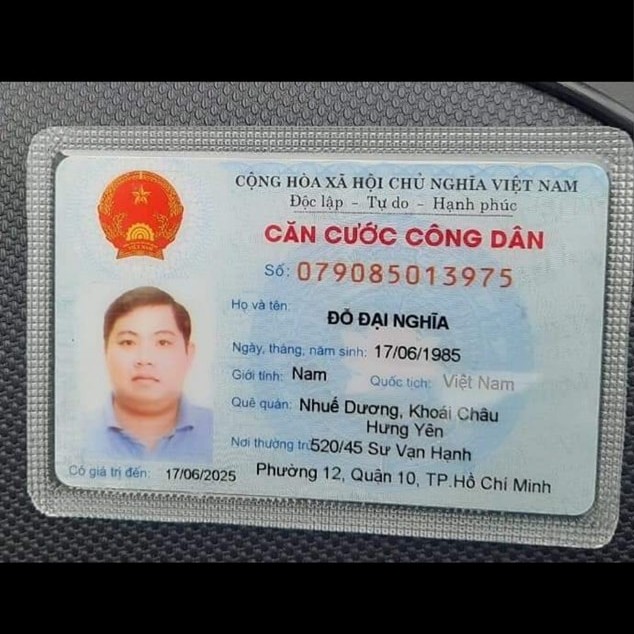 CỘNG HÒA XÃ HỘI CHỦ NGHĨA VIỆT NAM
Độc lập - Tự do - Hạnh phúc
CĂN CƯỚC CÔNG DÂN
Số: 079085013975
Họ và tên:
ĐỖ ĐẠI NGHĨA
Ngày, tháng, năm sinh: 17/06/1985
Giới tính: Nam Quốc tịch: Việt Nam
Quê quán: Nhuế Dương, Khoái Châu
Hưng Yên
Nơi thường trú: 520/45 Sư Vạn Hạnh
Phường 12, Quận 10, TP.Hồ Chí Minh
Có giá trị đến: 17/06/2025